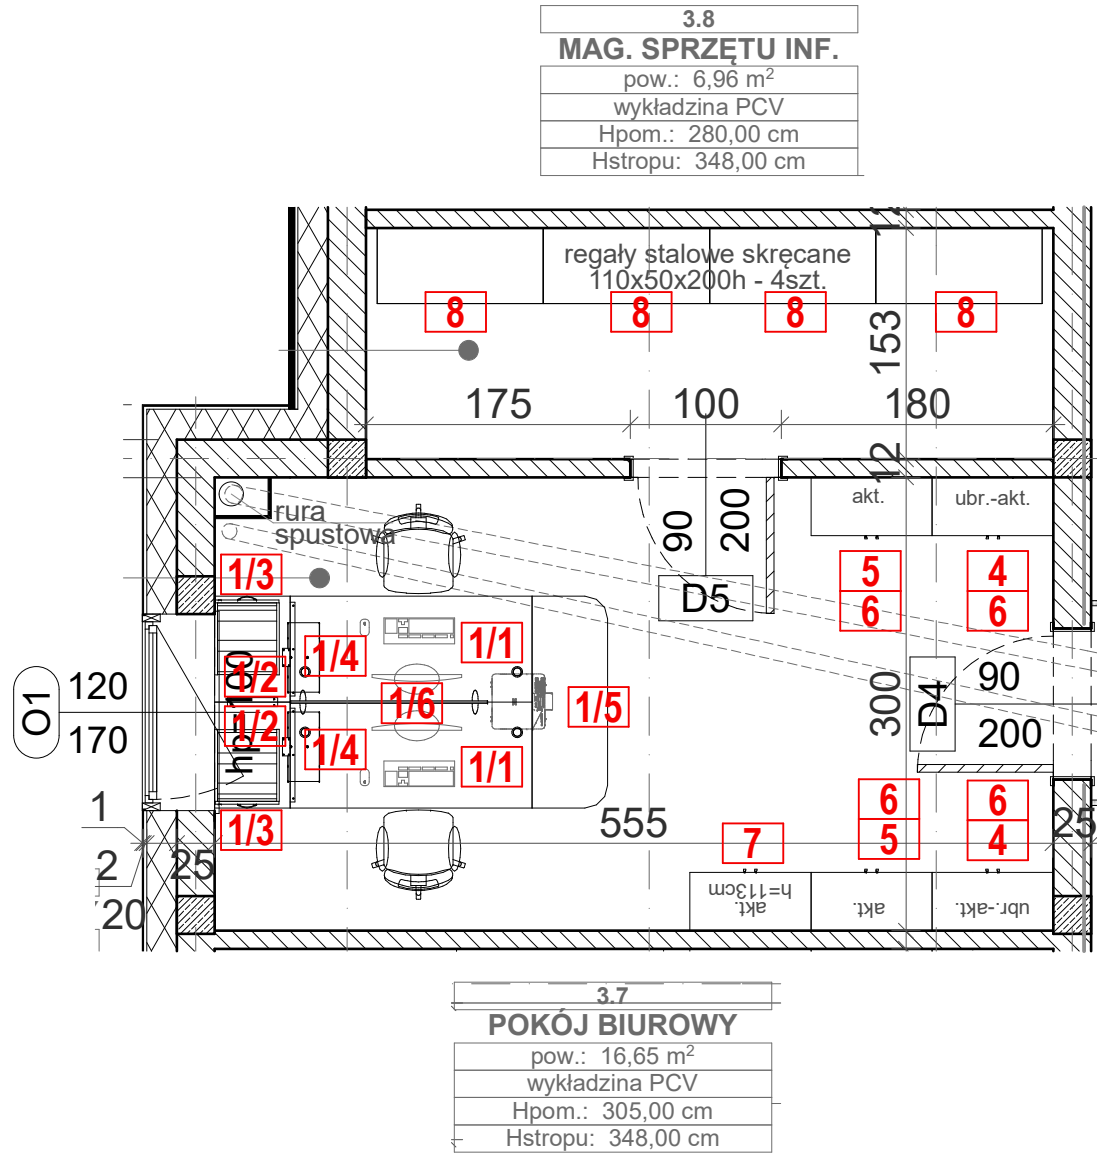 3.8
MAG. SPRZĘTU INF.
pow.: 6,96 m²
wykładzina PCV
Hpom.: 280,00 cm
Hstropu: 348,00 cm
regały stalowe skręcane
110x50x200h - 4szt.
8 8 8 8
153
175 100 180
12
akt. ubr.-akt.
rura
spustowa
90 200
D5
1/3
5 4
6 6
1/4 1/1
1/2
1/6 1/5
1/2
1/4 1/1
1/3
O1
120
170
300
D4
90
200
6 6
5 4
7
1
2
25
20
555
25
akt.
h=113cm
akt.
ubr.-akt.
3.7
POKÓJ BIUROWY
pow.: 16,65 m²
wykładzina PCV
Hpom.: 305,00 cm
Hstropu: 348,00 cm